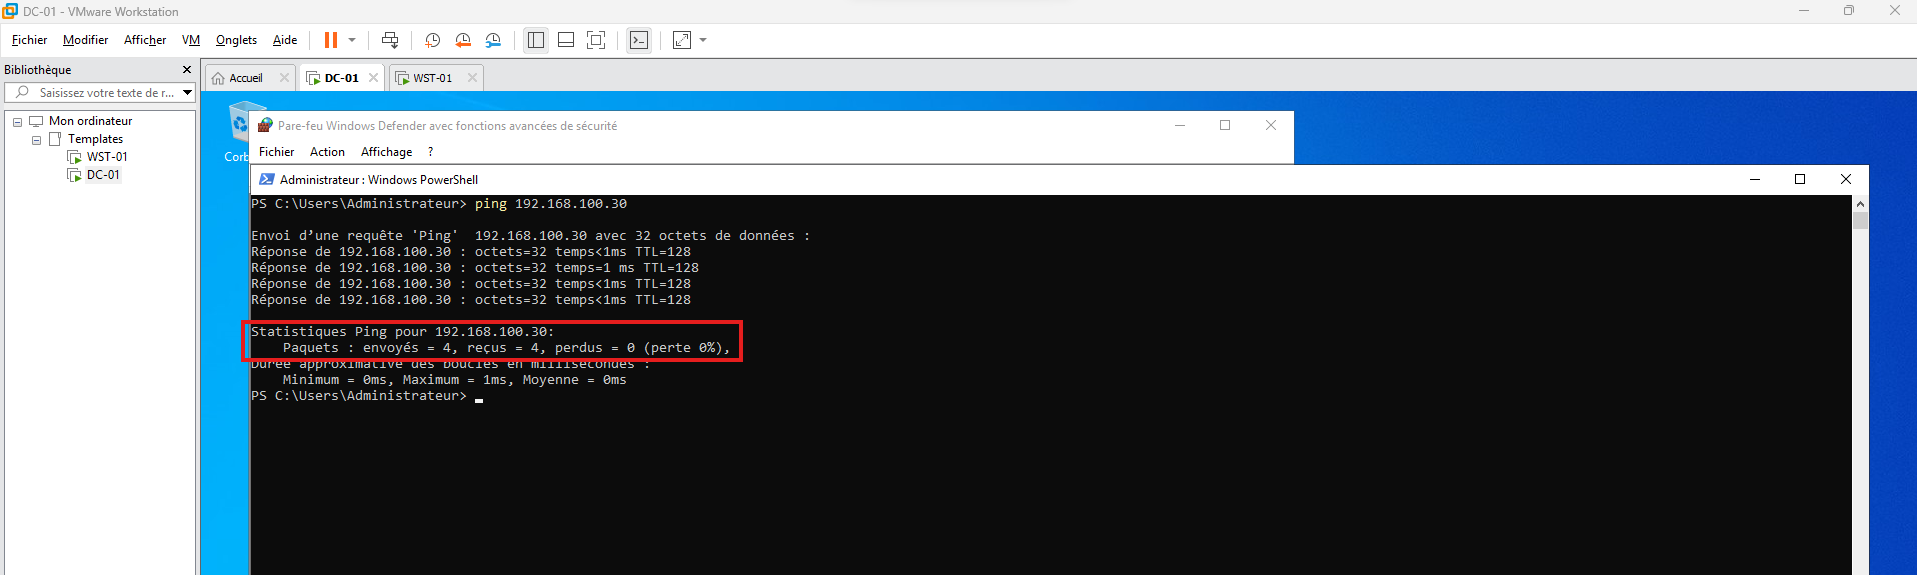 DC-01 - VMware Workstation
Fichier Modifier Afficher VM Onglets Aide
Bibliothèque
Saisissez votre texte de r...
Mon ordinateur
Templates
WST-01
DC-01
Accueil DC-01 WST-01
Corb
Pare-feu Windows Defender avec fonctions avancées de sécurité
Fichier Action Affichage ?
Administrateur : Windows PowerShell
PS C:\Users\Administrateur> ping 192.168.100.30
Envoi d’une requête 'Ping'  192.168.100.30 avec 32 octets de données :
Réponse de 192.168.100.30 : octets=32 temps<1ms TTL=128
Réponse de 192.168.100.30 : octets=32 temps=1 ms TTL=128
Réponse de 192.168.100.30 : octets=32 temps<1ms TTL=128
Réponse de 192.168.100.30 : octets=32 temps<1ms TTL=128
Statistiques Ping pour 192.168.100.30:
Paquets : envoyés = 4, reçus = 4, perdus = 0 (perte 0%),
Durée approximative des boucles en millisecondes :
Minimum = 0ms, Maximum = 1ms, Moyenne = 0ms
PS C:\Users\Administrateur>